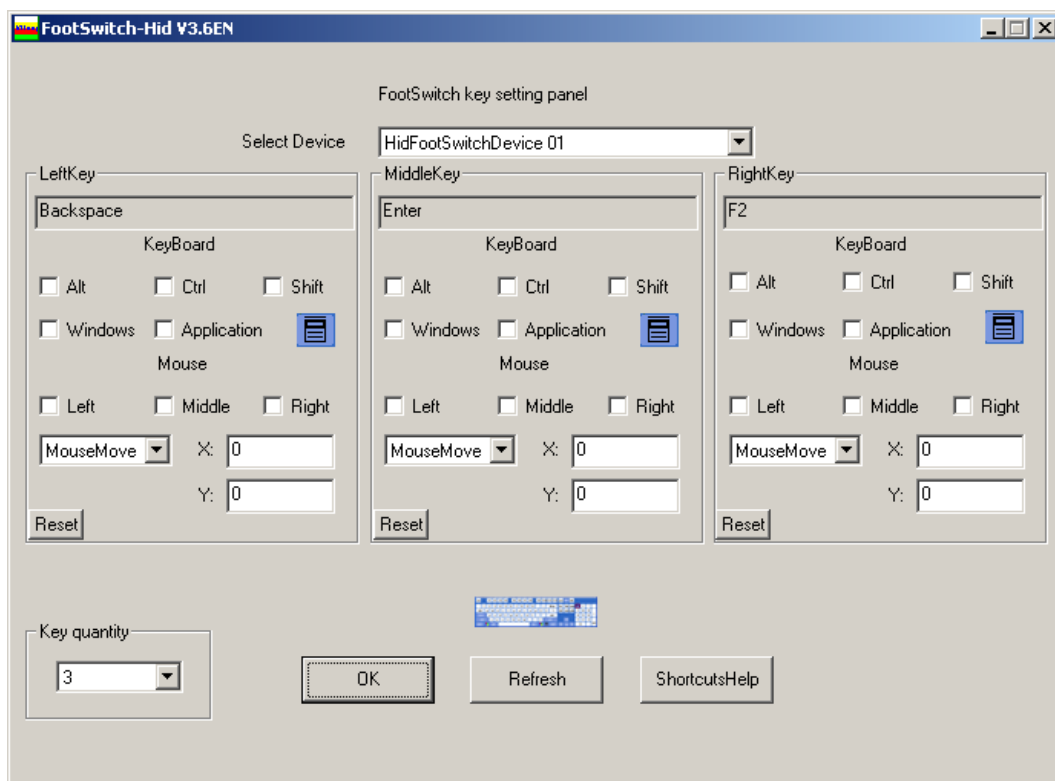 FootSwitch-Hid V3.6EN
FootSwitch key setting panel
Select Device HidFootSwitchDevice 01
LeftKey MiddleKey RightKey
Backspace Enter F2
KeyBoard KeyBoard KeyBoard
Alt Ctrl Shift Alt Ctrl Shift Alt Ctrl Shift
Windows Application Windows Application Windows Application
Mouse Mouse Mouse
Left Middle Right Left Middle Right Left Middle Right
MouseMove X: 0 MouseMove X: 0 MouseMove X: 0
Y: 0 Y: 0 Y: 0
Reset Reset Reset
Key quantity
3 OK Refresh ShortcutsHelp